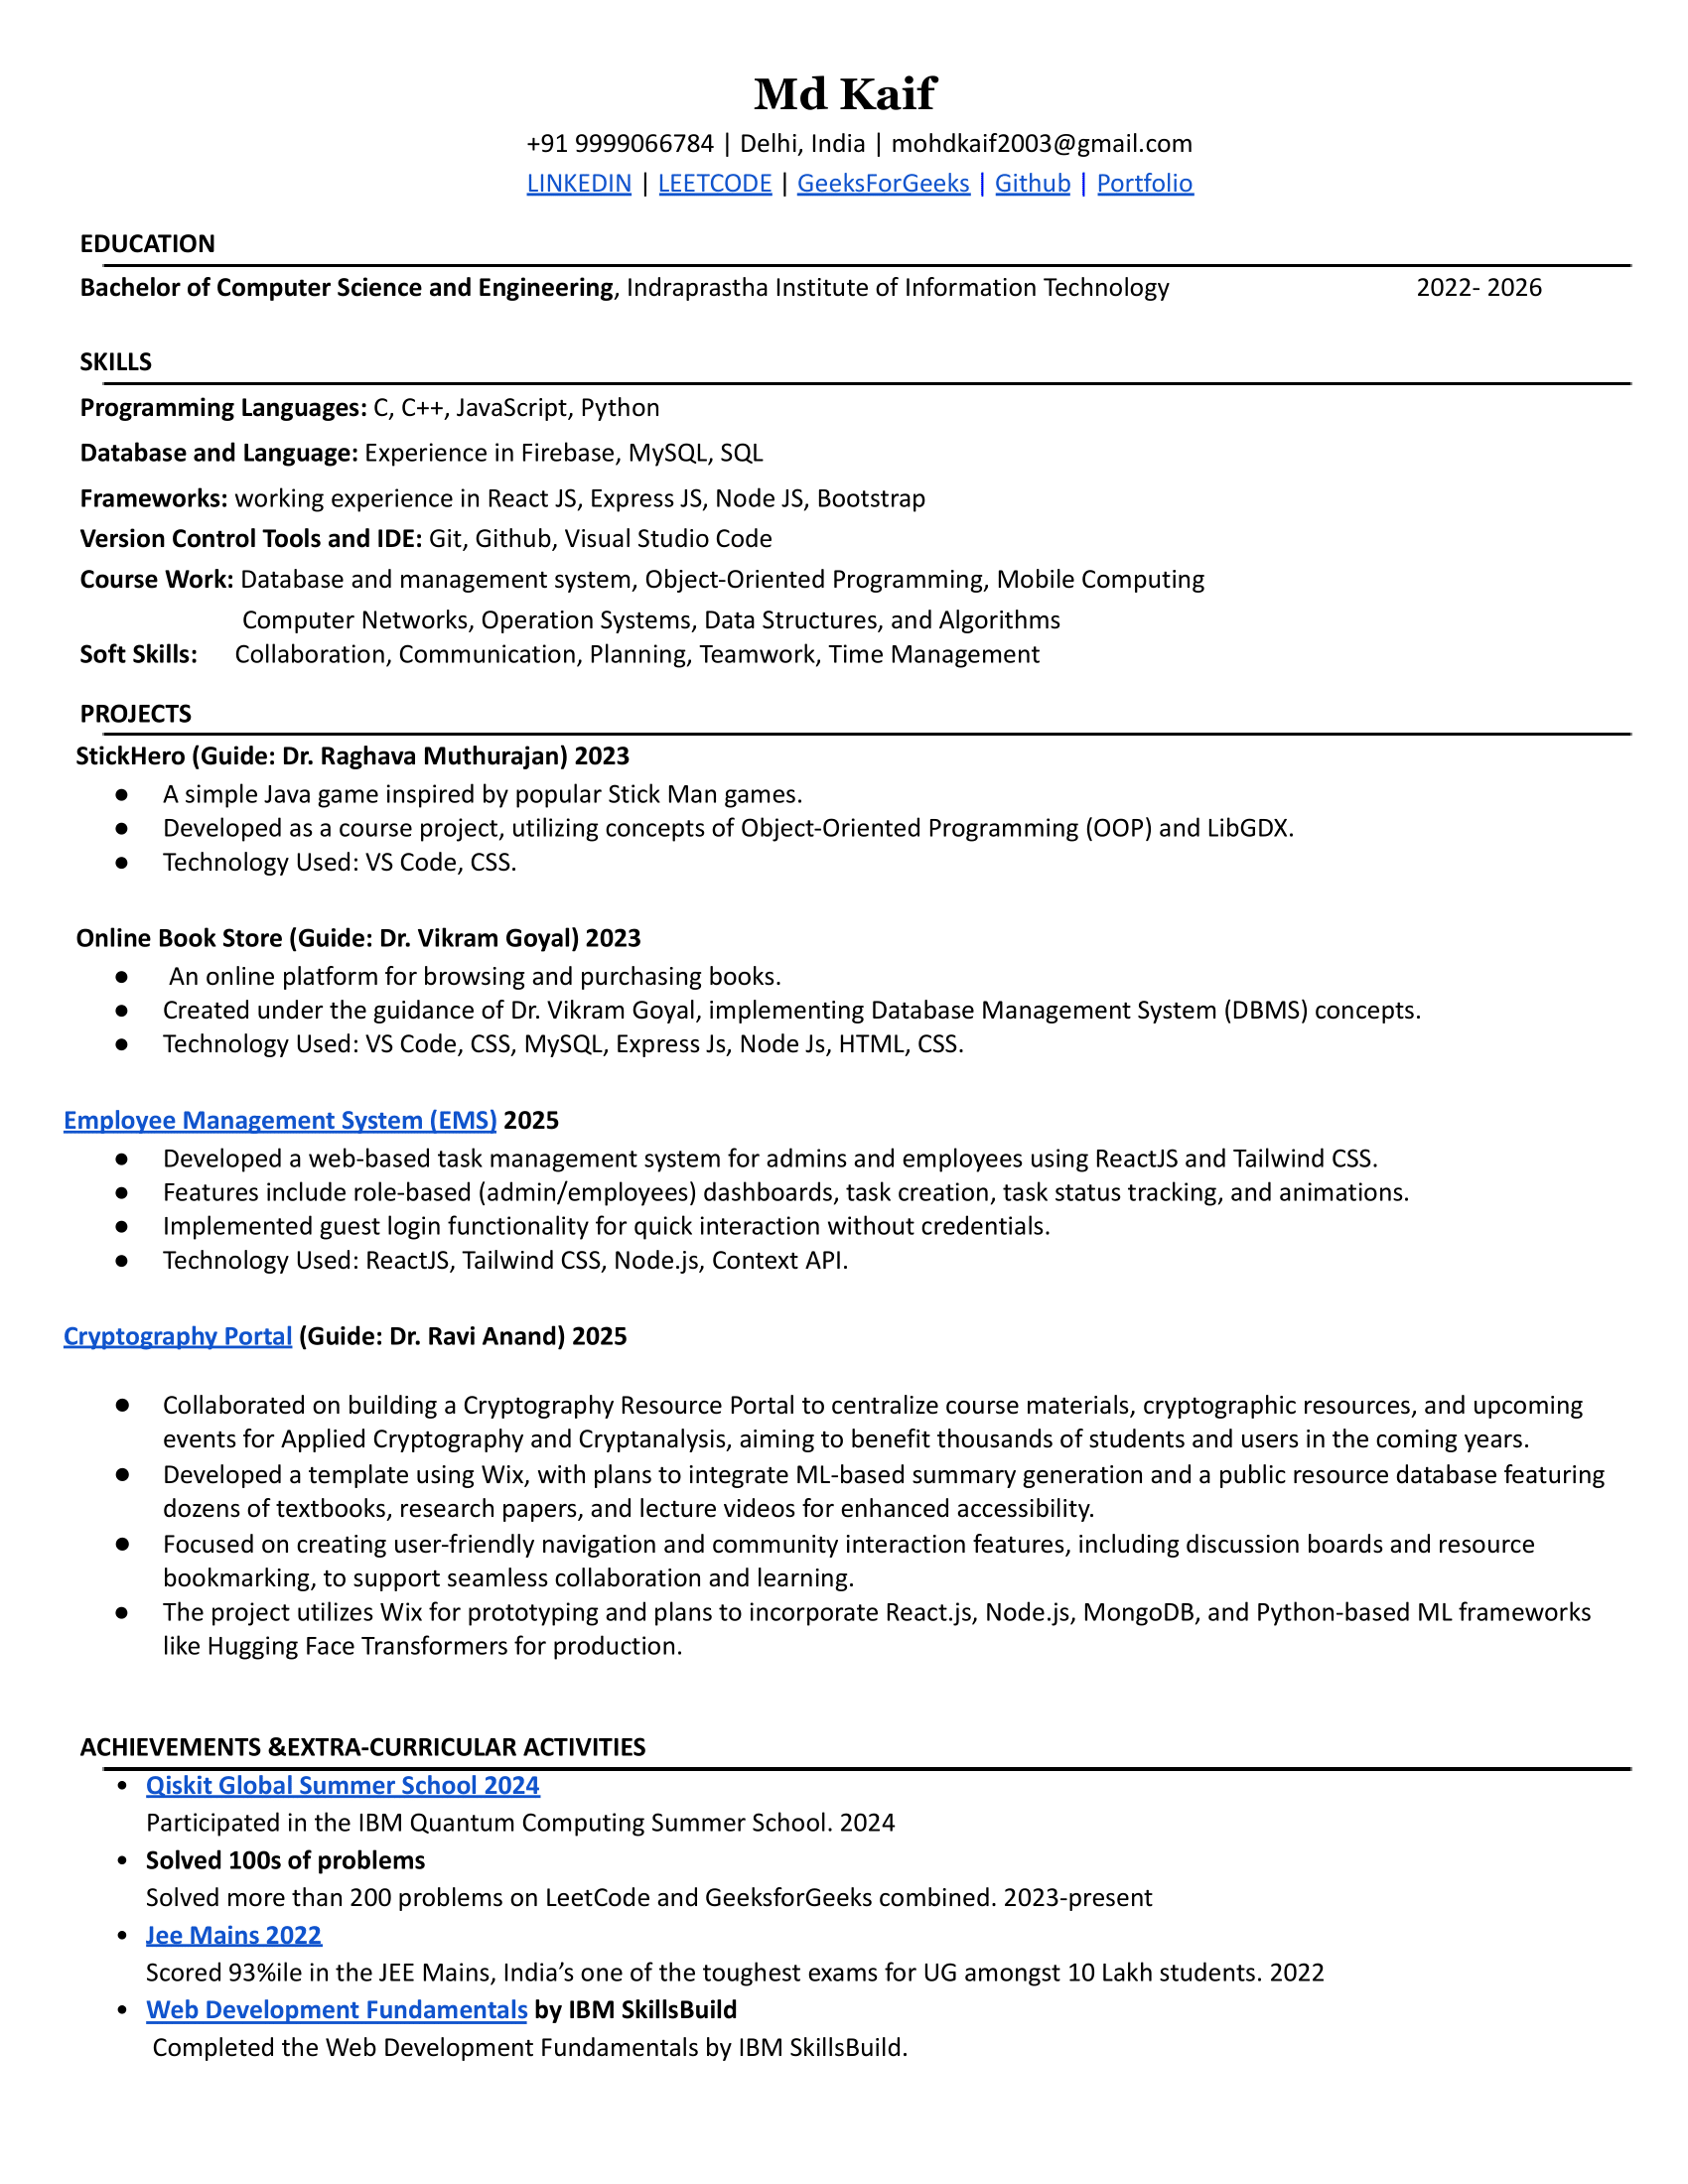 Md Kaif
+91 9999066784 | Delhi, India | mohdkaif2003@gmail.com
LINKEDIN | LEETCODE | GeeksForGeeks | Github | Portfolio
EDUCATION
Bachelor of Computer Science and Engineering, Indraprastha Institute of Information Technology 2022- 2026
SKILLS
Programming Languages: C, C++, JavaScript, Python
Database and Language: Experience in Firebase, MySQL, SQL
Frameworks: working experience in React JS, Express JS, Node JS, Bootstrap
Version Control Tools and IDE: Git, Github, Visual Studio Code
Course Work: Database and management system, Object-Oriented Programming, Mobile Computing
Computer Networks, Operation Systems, Data Structures, and Algorithms
Soft Skills: Collaboration, Communication, Planning, Teamwork, Time Management
PROJECTS
StickHero (Guide: Dr. Raghava Muthurajan) 2023
● A simple Java game inspired by popular Stick Man games.
● Developed as a course project, utilizing concepts of Object-Oriented Programming (OOP) and LibGDX.
● Technology Used: VS Code, CSS.
Online Book Store (Guide: Dr. Vikram Goyal) 2023
● An online platform for browsing and purchasing books.
● Created under the guidance of Dr. Vikram Goyal, implementing Database Management System (DBMS) concepts.
● Technology Used: VS Code, CSS, MySQL, Express Js, Node Js, HTML, CSS.
Employee Management System (EMS) 2025
● Developed a web-based task management system for admins and employees using ReactJS and Tailwind CSS.
● Features include role-based (admin/employees) dashboards, task creation, task status tracking, and animations.
● Implemented guest login functionality for quick interaction without credentials.
● Technology Used: ReactJS, Tailwind CSS, Node.js, Context API.
Cryptography Portal (Guide: Dr. Ravi Anand) 2025
● Collaborated on building a Cryptography Resource Portal to centralize course materials, cryptographic resources, and upcoming
events for Applied Cryptography and Cryptanalysis, aiming to benefit thousands of students and users in the coming years.
● Developed a template using Wix, with plans to integrate ML-based summary generation and a public resource database featuring
dozens of textbooks, research papers, and lecture videos for enhanced accessibility.
● Focused on creating user-friendly navigation and community interaction features, including discussion boards and resource
bookmarking, to support seamless collaboration and learning.
● The project utilizes Wix for prototyping and plans to incorporate React.js, Node.js, MongoDB, and Python-based ML frameworks
like Hugging Face Transformers for production.
ACHIEVEMENTS &EXTRA-CURRICULAR ACTIVITIES
• Qiskit Global Summer School 2024
Participated in the IBM Quantum Computing Summer School. 2024
• Solved 100s of problems
Solved more than 200 problems on LeetCode and GeeksforGeeks combined. 2023-present
• Jee Mains 2022
Scored 93%ile in the JEE Mains, India’s one of the toughest exams for UG amongst 10 Lakh students. 2022
• Web Development Fundamentals by IBM SkillsBuild
Completed the Web Development Fundamentals by IBM SkillsBuild.